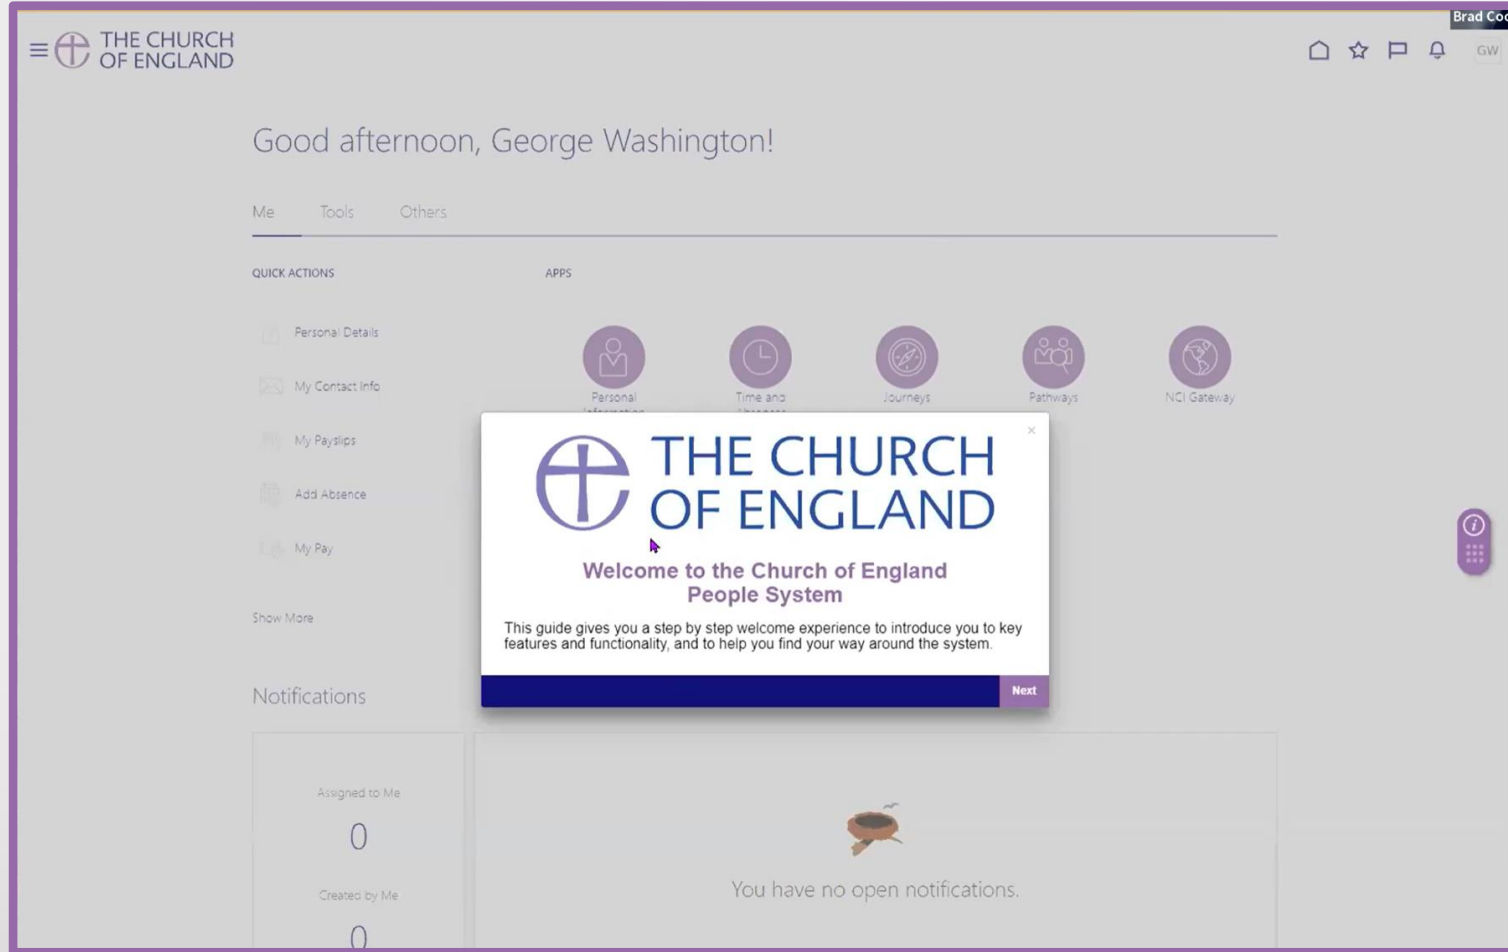 Brad Coo
THE CHURCH
OF ENGLAND
GW
Good afternoon, George Washington!
Me Tools Others
QUICK ACTIONS
APPS
Personal Details
My Contact Info
My Payslips
Add Absence
My Pay
Show More
Personal
Information
Time and
Absences
Journeys
Pathways
NCI Gateway
×
THE CHURCH
OF ENGLAND
Welcome to the Church of England
People System
This guide gives you a step by step welcome experience to introduce you to key
features and functionality, and to help you find your way around the system.
Next
i
Notifications
Assigned to Me
0
Created by Me
0
You have no open notifications.